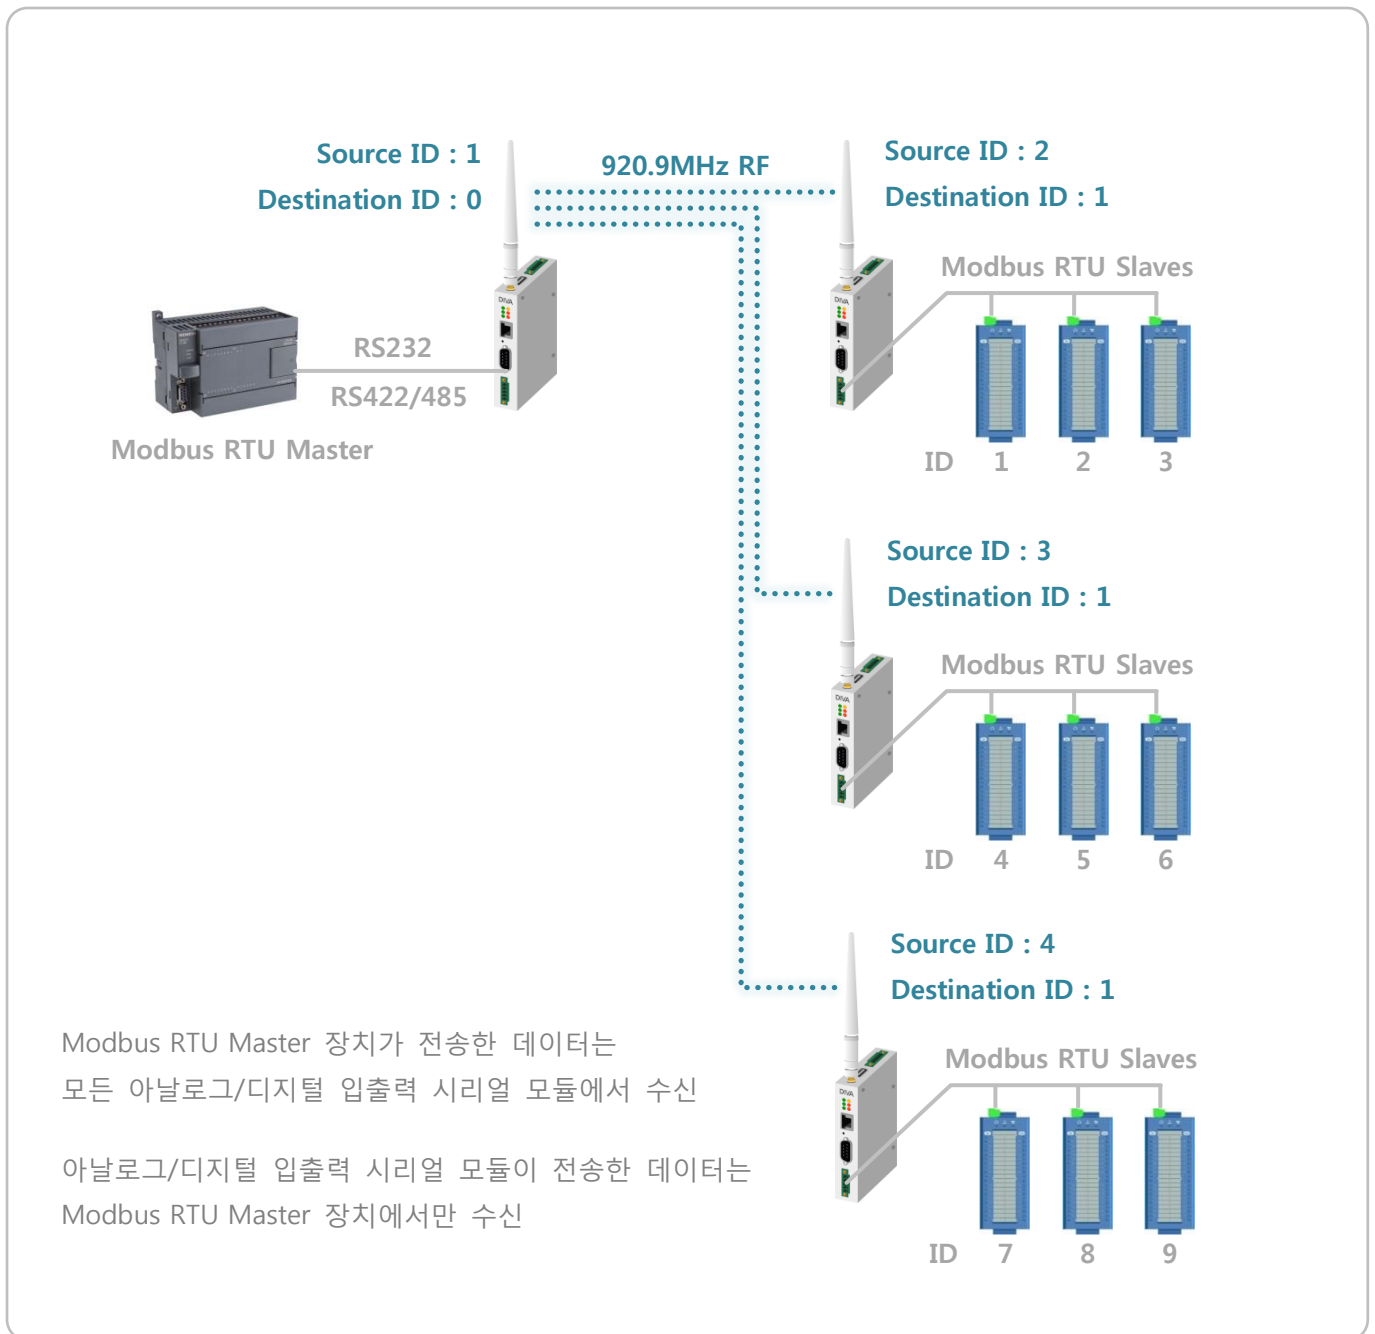 Source ID : 1
Destination ID : 0
920.9MHz RF
Source ID : 2
Destination ID : 1
Modbus RTU Slaves
DIVA
DIVA
RS232
RS422/485
Modbus RTU Master
ID 1 2 3
Source ID : 3
Destination ID : 1
Modbus RTU Slaves
DIVA
ID 4 5 6
Source ID : 4
Destination ID : 1
Modbus RTU Slaves
DIVA
ID 7 8 9
Modbus RTU Master 장치가 전송한 데이터는
모든 아날로그/디지털 입출력 시리얼 모듈에서 수신
아날로그/디지털 입출력 시리얼 모듈이 전송한 데이터는
Modbus RTU Master 장치에서만 수신